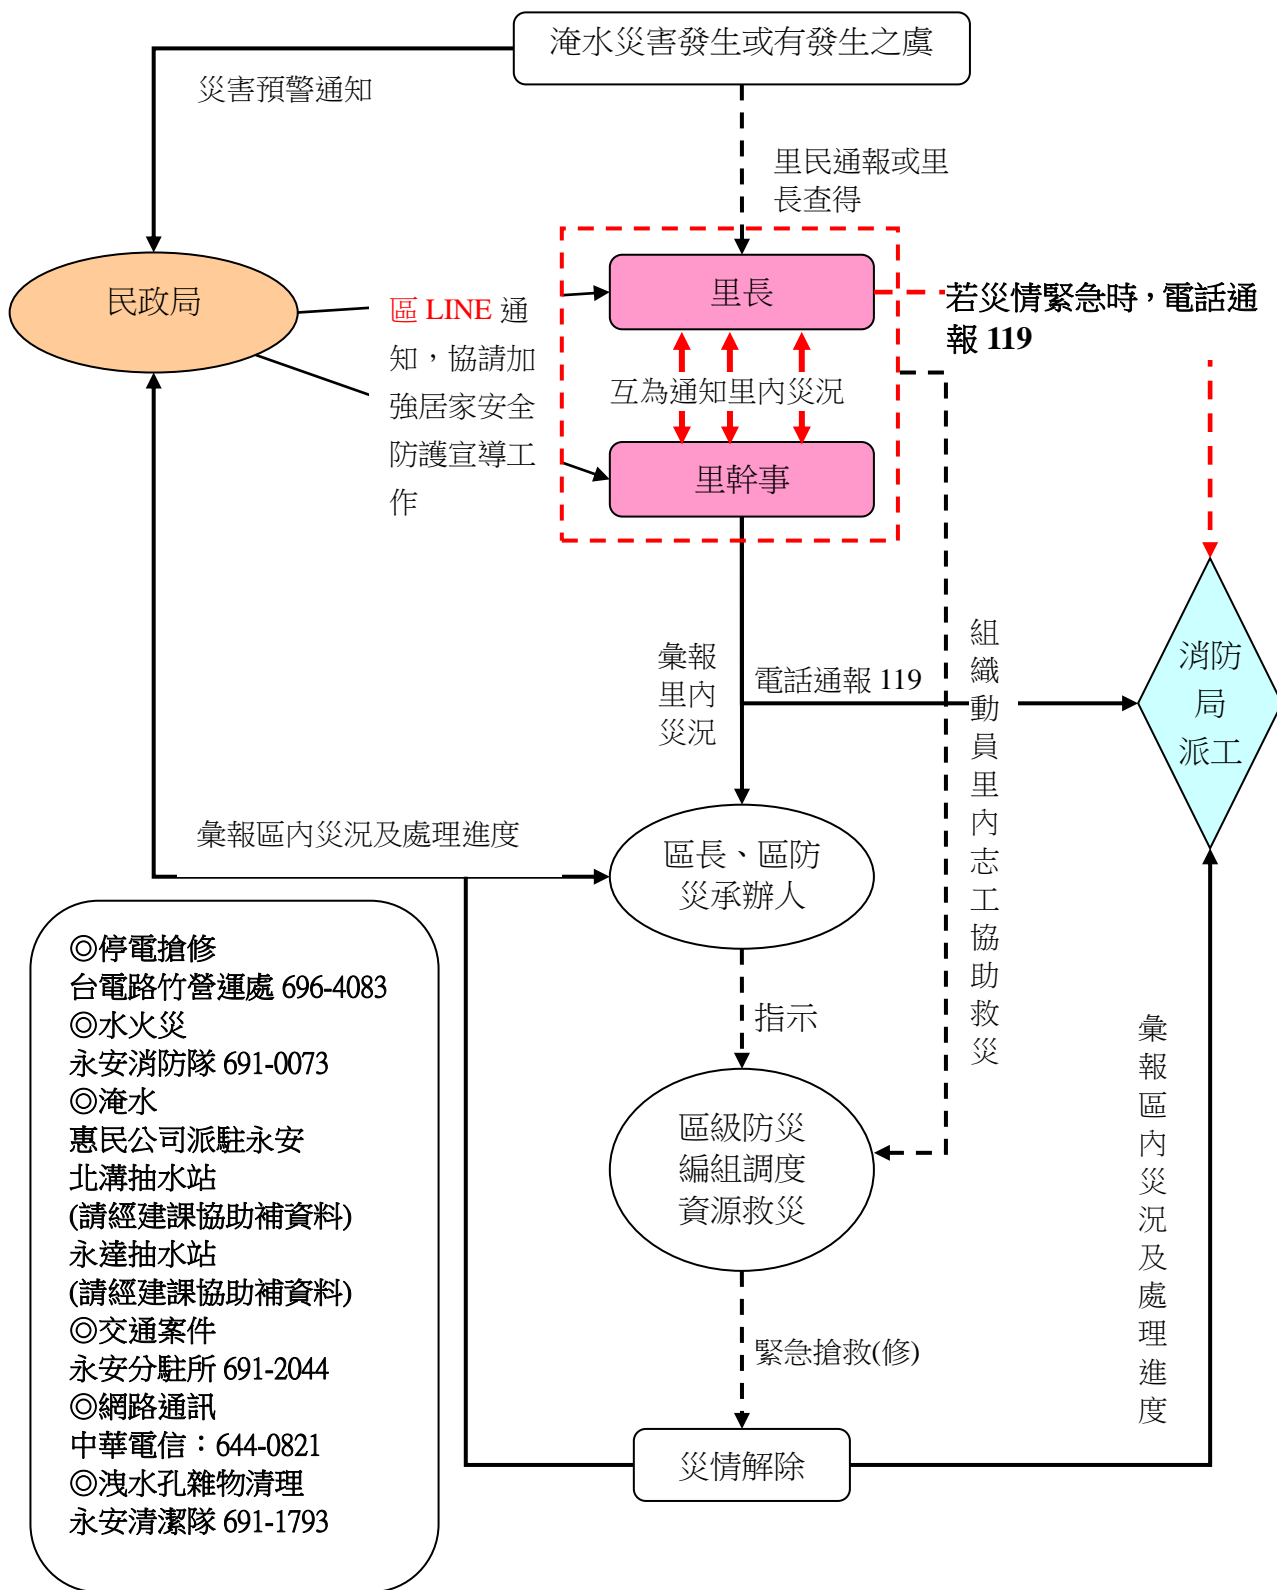 淹水災害發生或有發生之虞
災害預警通知
里民通報或里
長查得
民政局
區 LINE 通
知，協請加
強居家安全
防護宣導工
作
里長
若災情緊急時，電話通
報 119
互為通知里內災況
里幹事
彙報
里內
災況
電話通報 119
組織動員里內志工協助救災
消防
局
派工
彙報區內災況及處理進度
區長、區防
災承辦人
指示
區級防災
編組調度
資源救災
緊急搶救(修)
災情解除
彙報區內災況及處理進度
◎停電搶修
台電路竹營運處 696-4083
◎水火災
永安消防隊 691-0073
◎淹水
惠民公司派駐永安
北溝抽水站
(請經建課協助補資料)
永達抽水站
(請經建課協助補資料)
◎交通案件
永安分駐所 691-2044
◎網路通訊
中華電信：644-0821
◎洩水孔雜物清理
永安清潔隊 691-1793